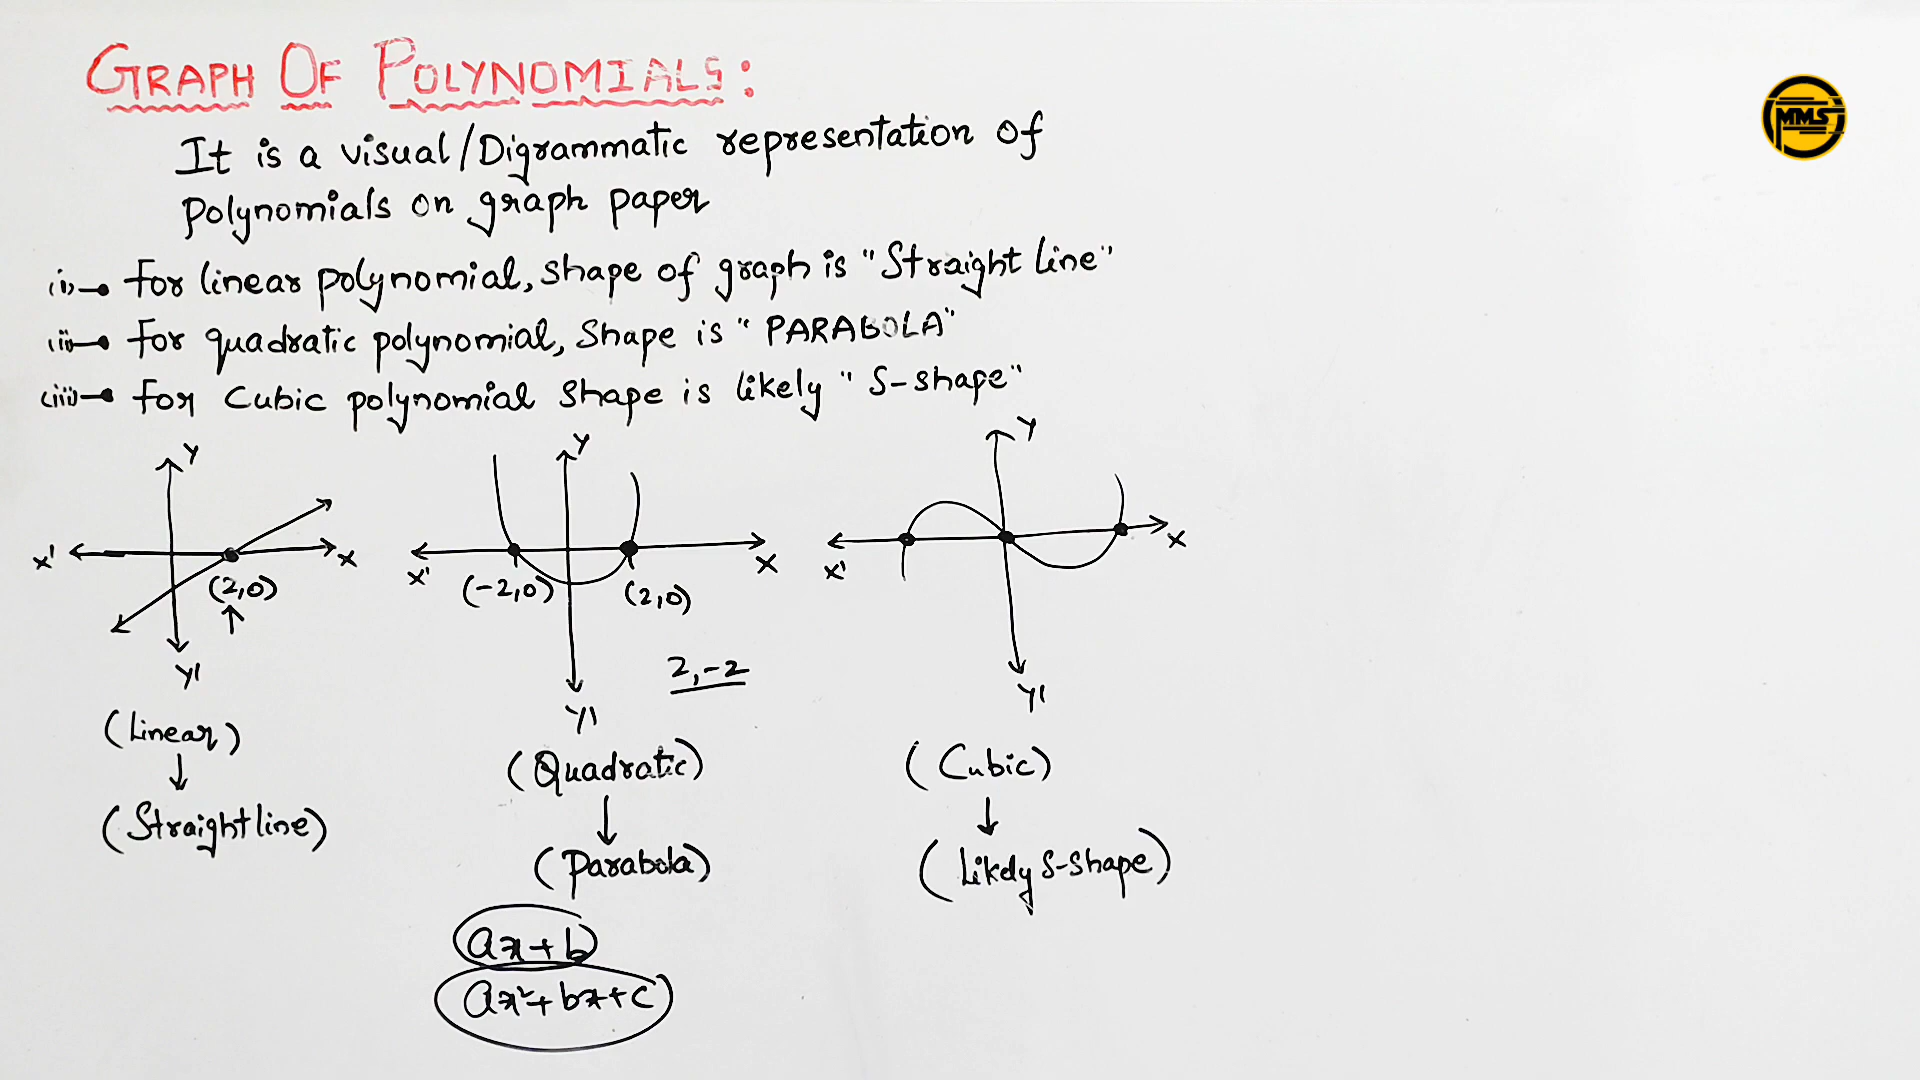 GRAPH OF POLYNOMIALS:
MMS
It is a visual/Digrammatic representation of
polynomials on graph paper
(i) → for linear polynomial, shape of graph is "Straight line"
(ii) → for quadratic polynomial, Shape is "PARABOLA"
(iii) → for Cubic polynomial shape is likely "S-shape"
Y Y Y
X' X X' X X' X
(2,0) (-2,0) (2,0)
↑
2,-2
Y' Y' Y'
(Linear) (Quadratic) (Cubic)
↓ ↓ ↓
(Straight line) (Parabola) (Likely S-shape)
ax+b
ax²+bx+c